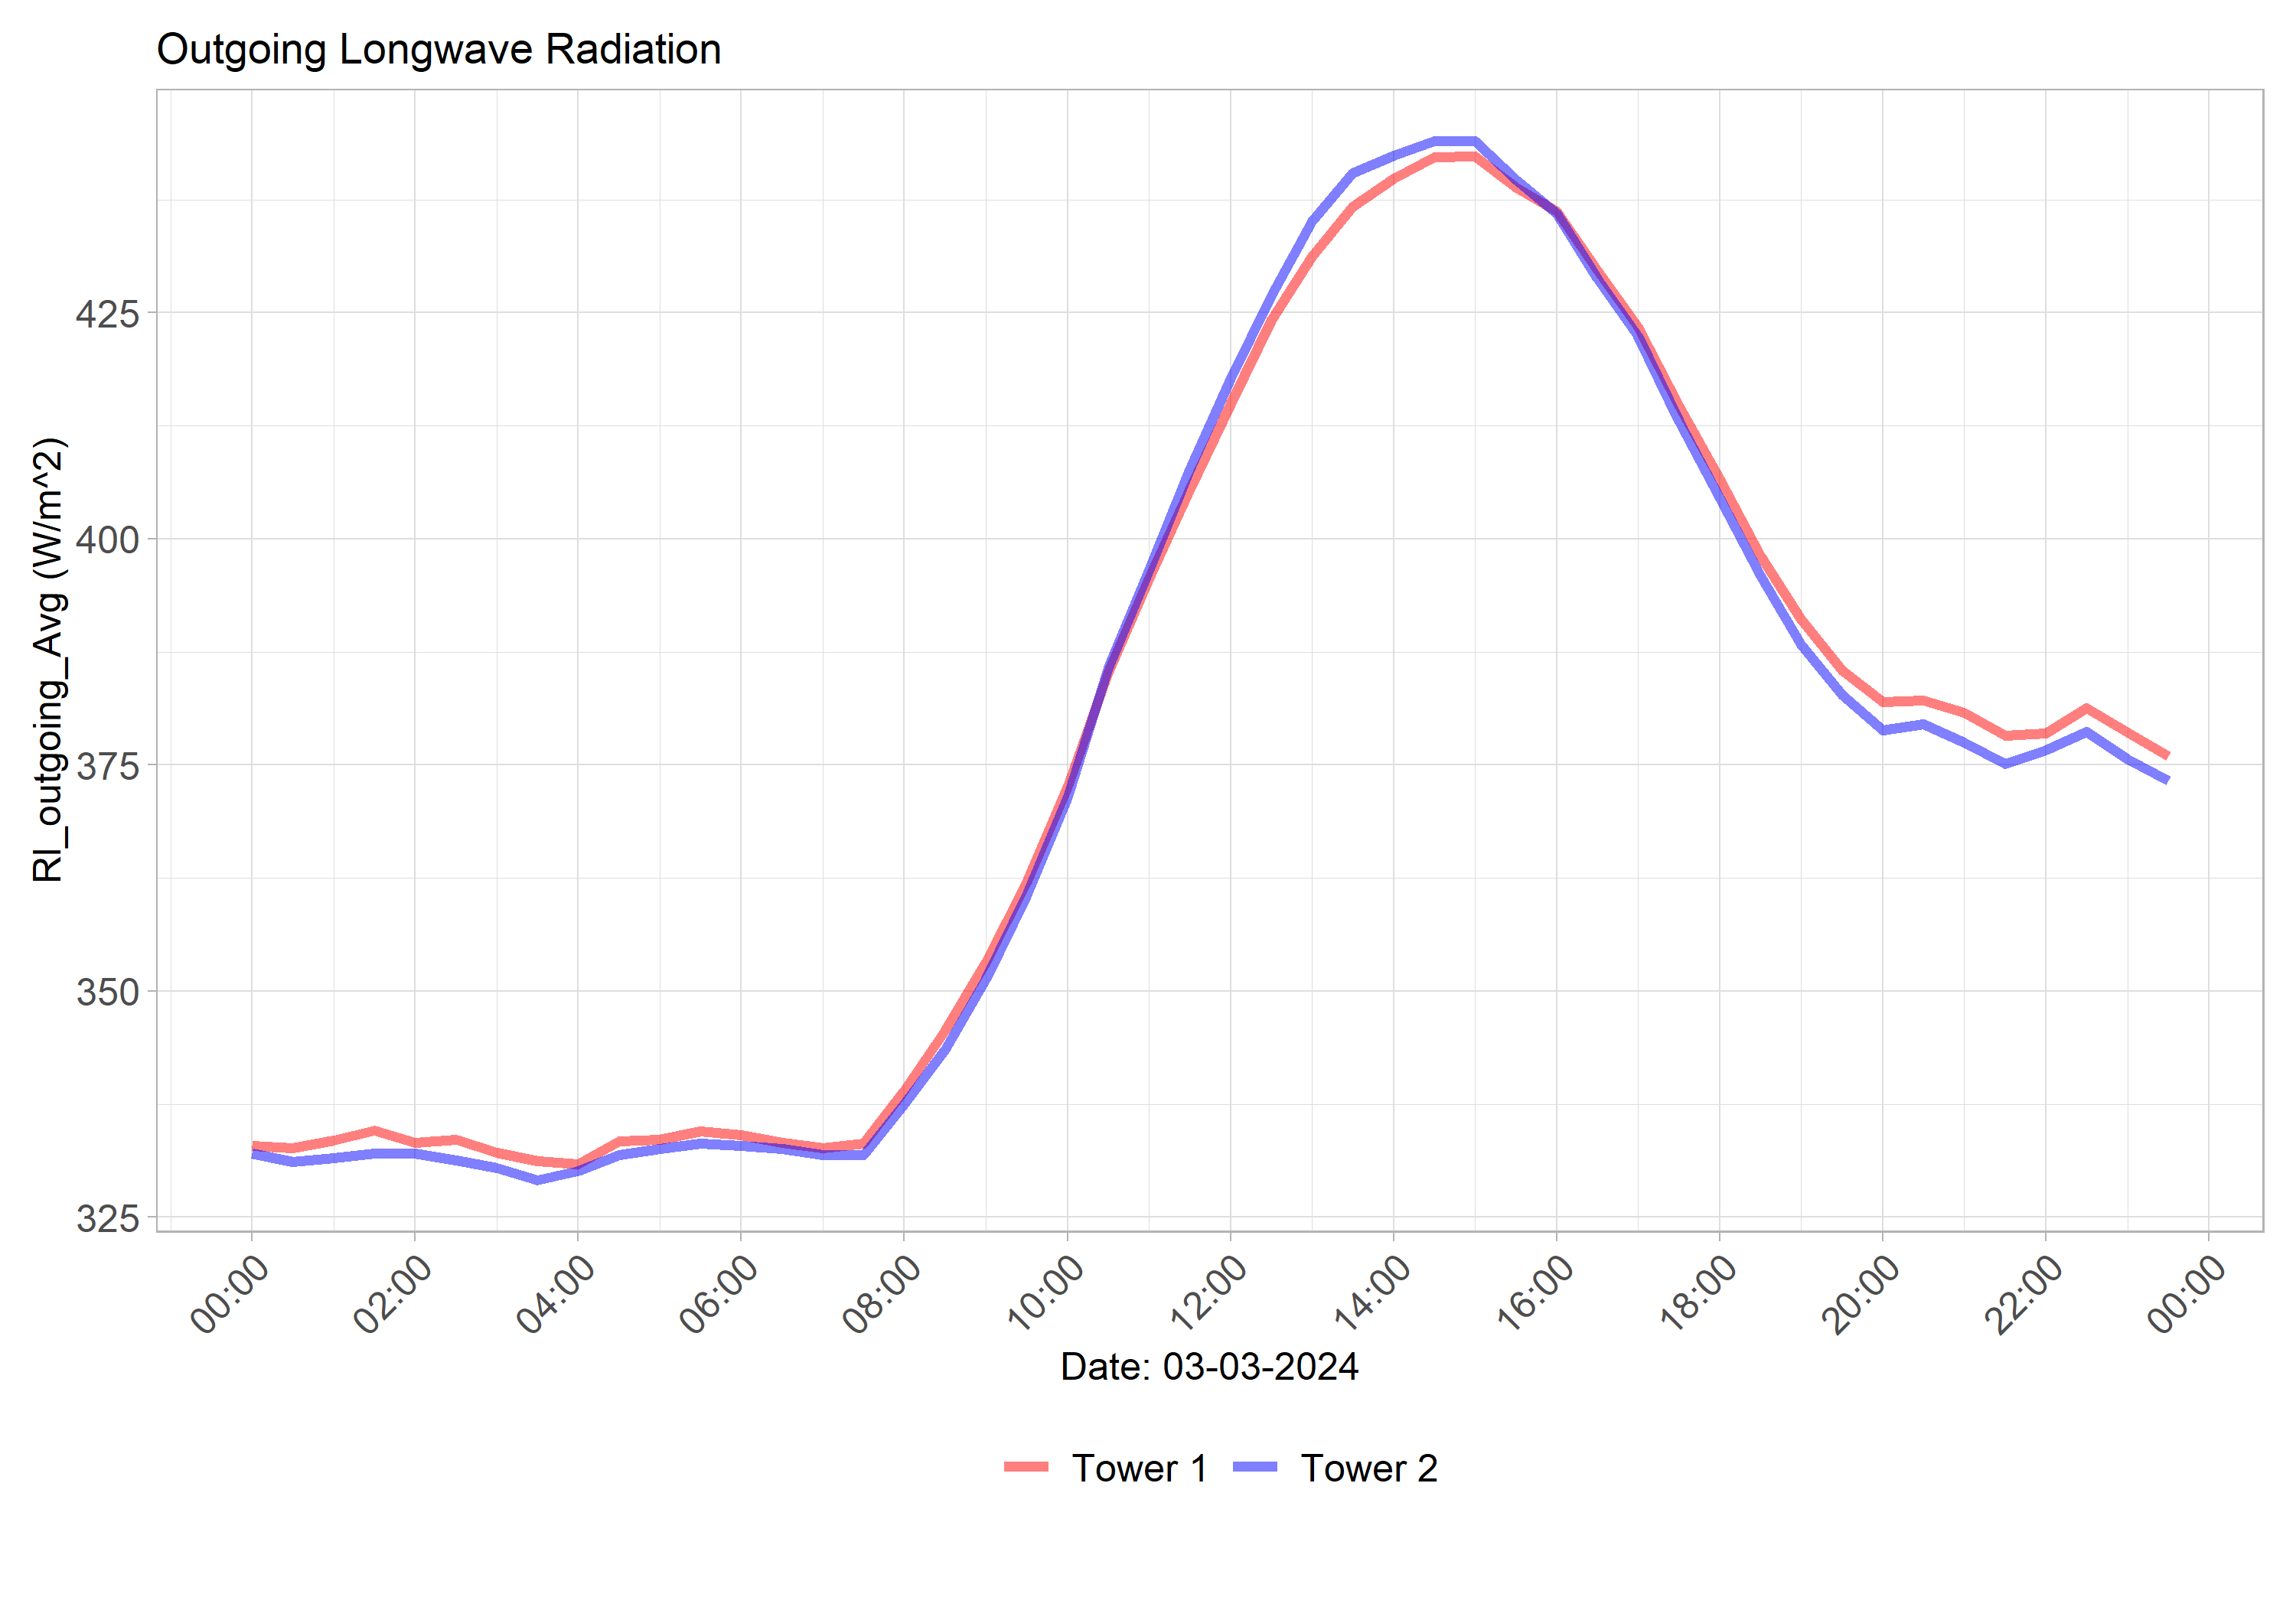 Outgoing Longwave Radiation
Rl_outgoing_Avg (W/m^2)
425
400
375
350
325
00:00 02:00 04:00 06:00 08:00 10:00 12:00 14:00 16:00 18:00 20:00 22:00 00:00
Date: 03-03-2024
Tower 1 Tower 2